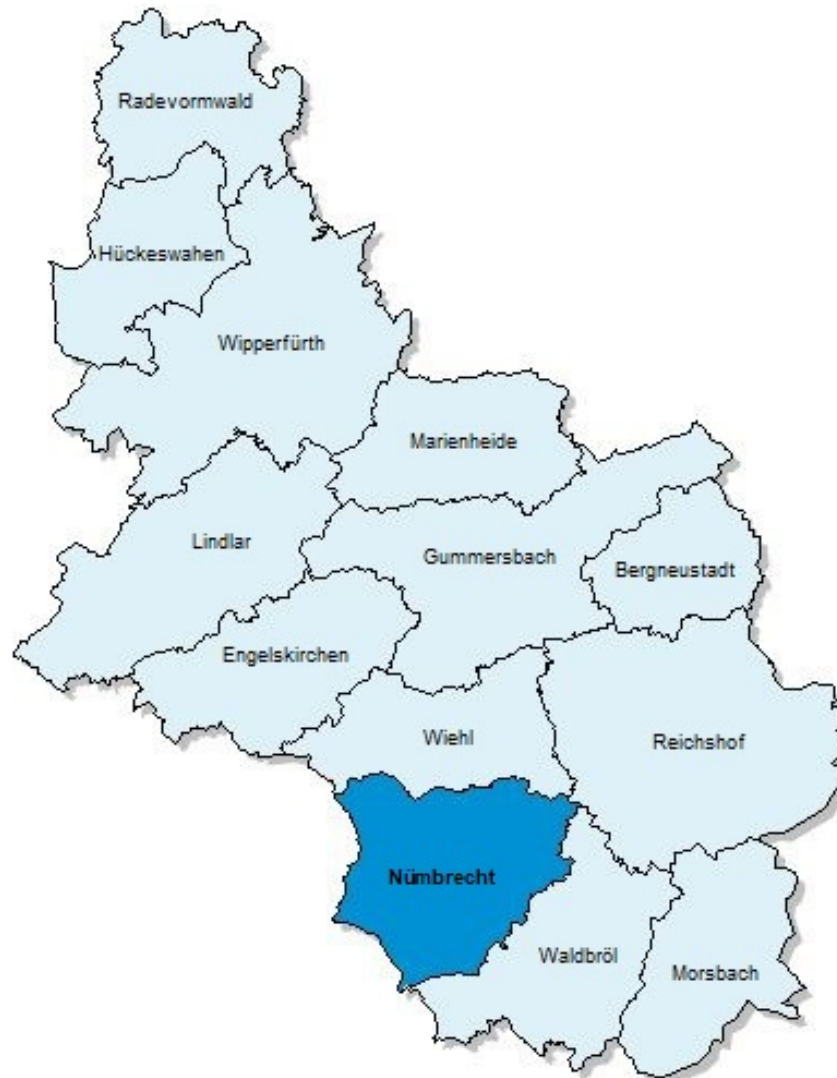 Radevormwald
Hückeswahen
Wipperfürth
Marienheide
Lindlar
Gummersbach
Bergneustadt
Engelskirchen
Wiehl
Reichshof
Nümbrecht
Waldbröl
Morsbach